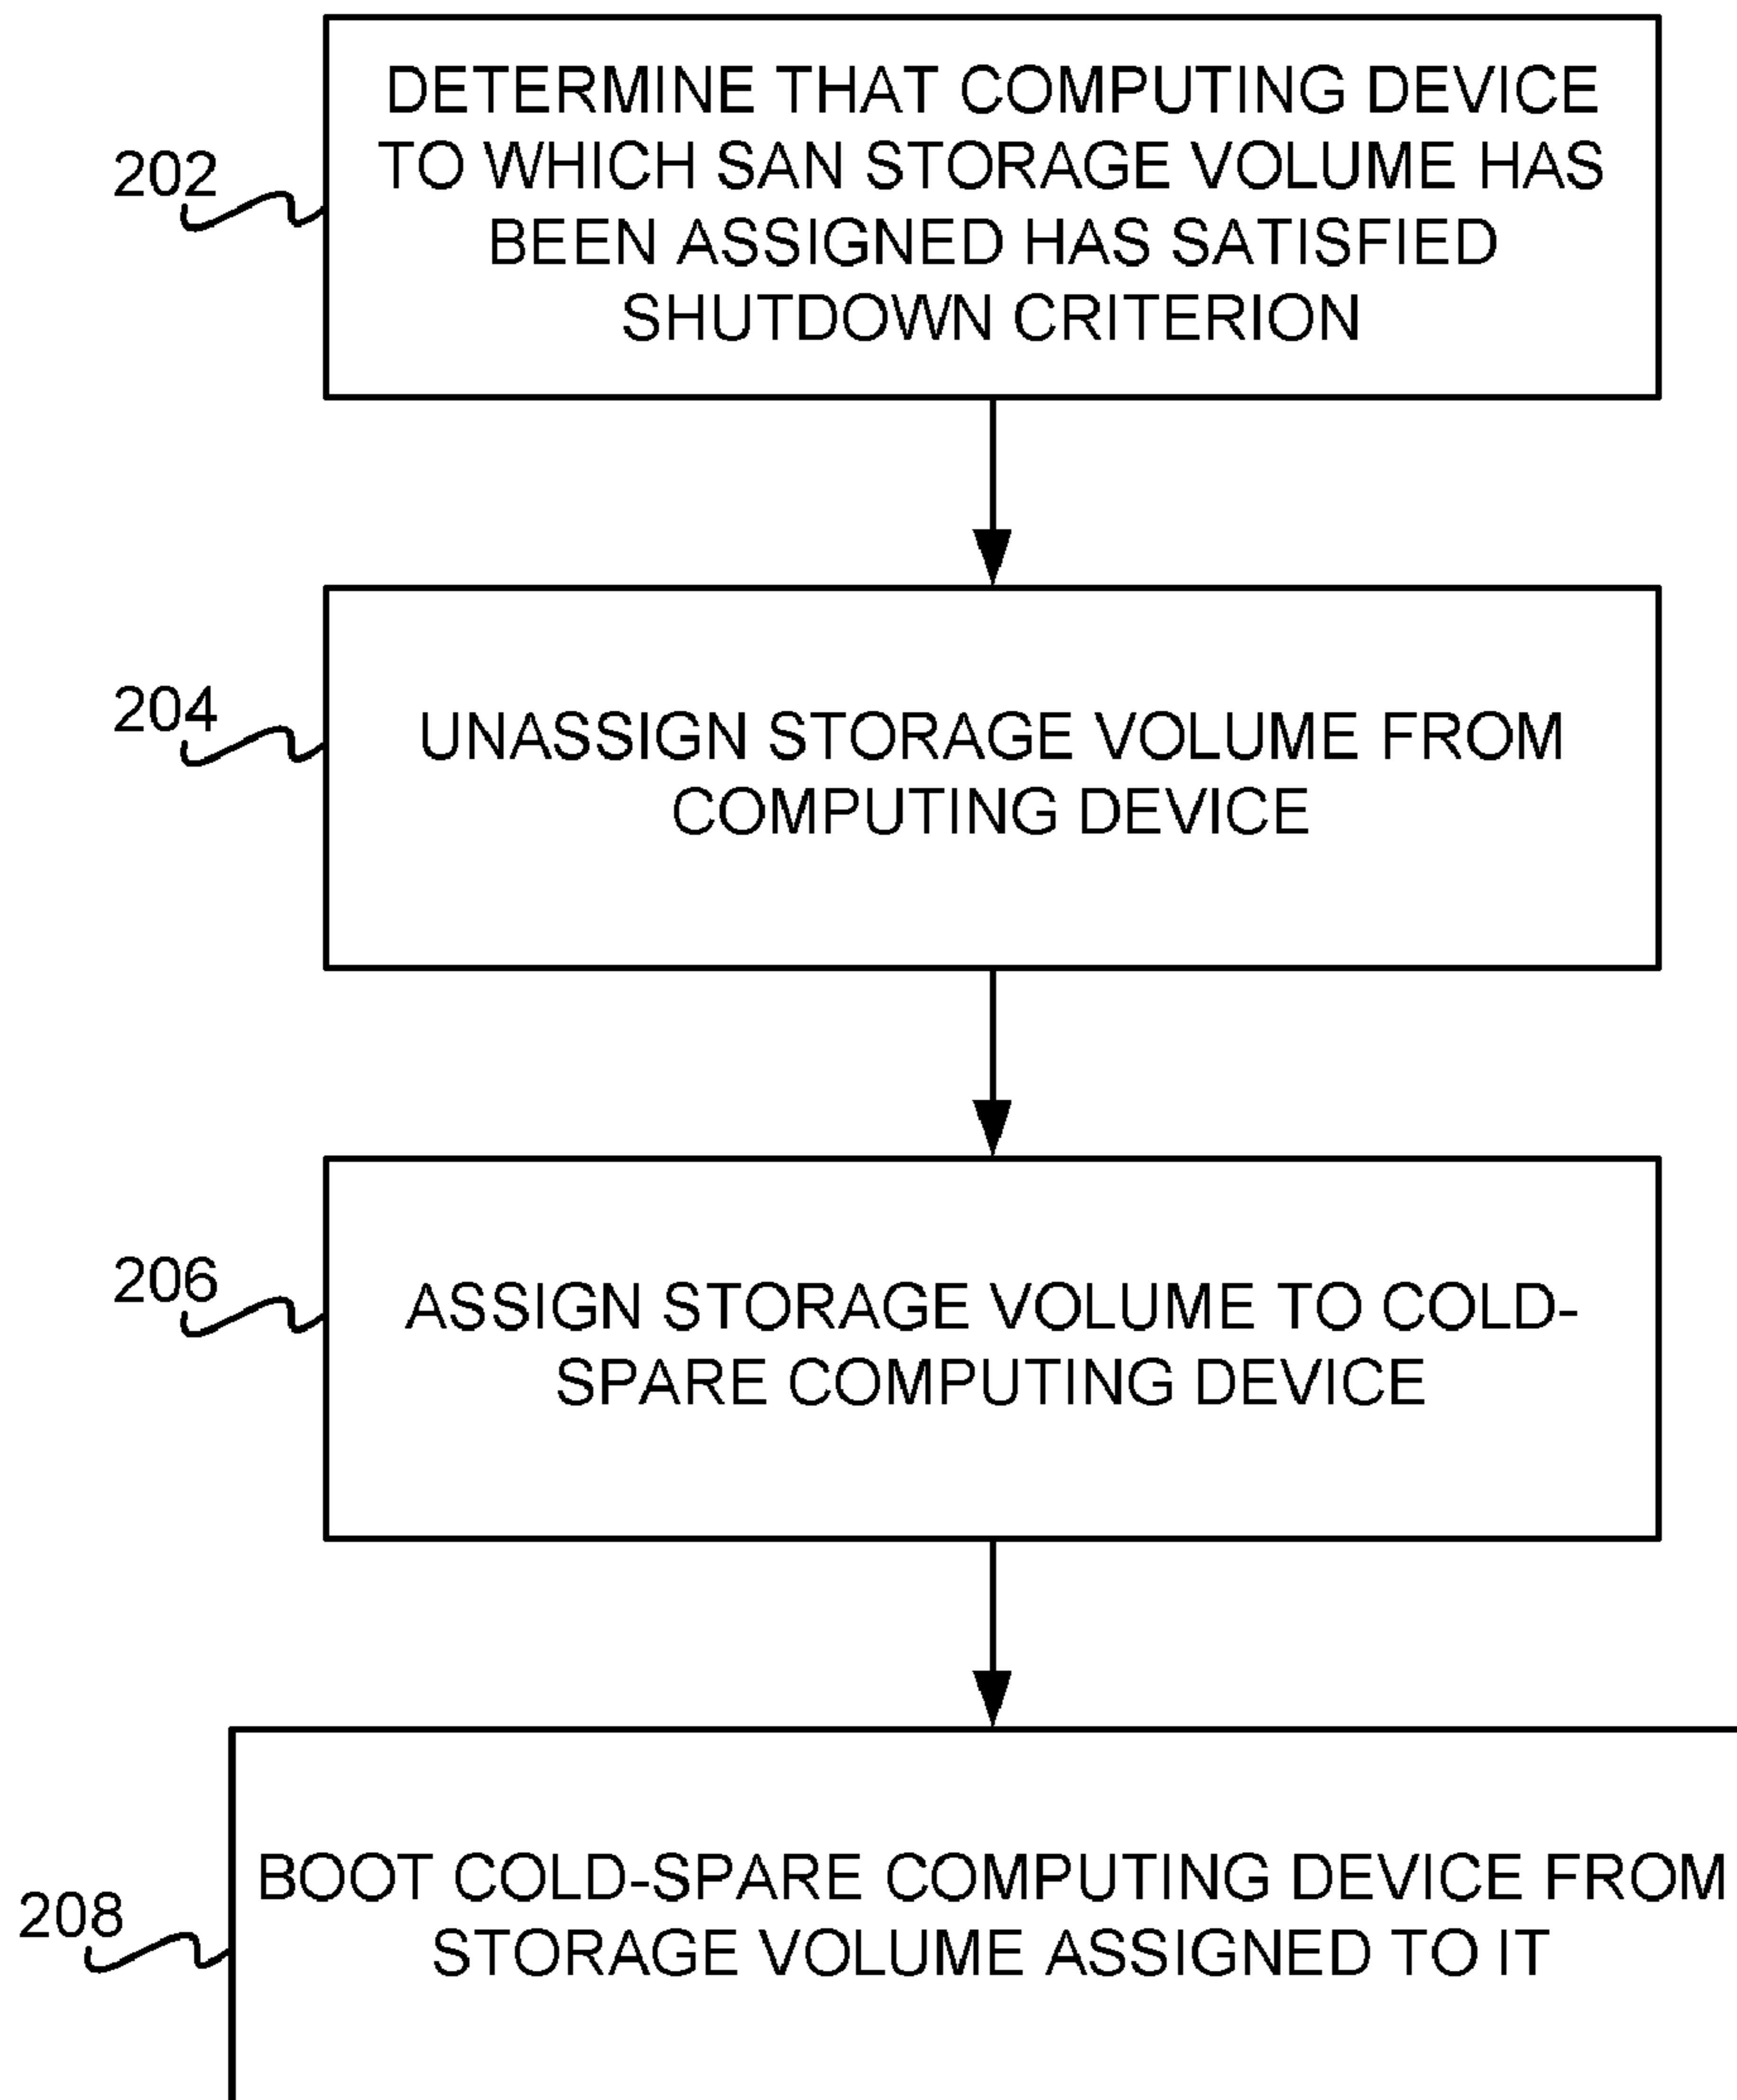 DETERMINE THAT COMPUTING DEVICE
TO WHICH SAN STORAGE VOLUME HAS
BEEN ASSIGNED HAS SATISFIED
SHUTDOWN CRITERION
202
UNASSIGN STORAGE VOLUME FROM
COMPUTING DEVICE
204
ASSIGN STORAGE VOLUME TO COLD-
SPARE COMPUTING DEVICE
206
BOOT COLD-SPARE COMPUTING DEVICE FROM
STORAGE VOLUME ASSIGNED TO IT
208